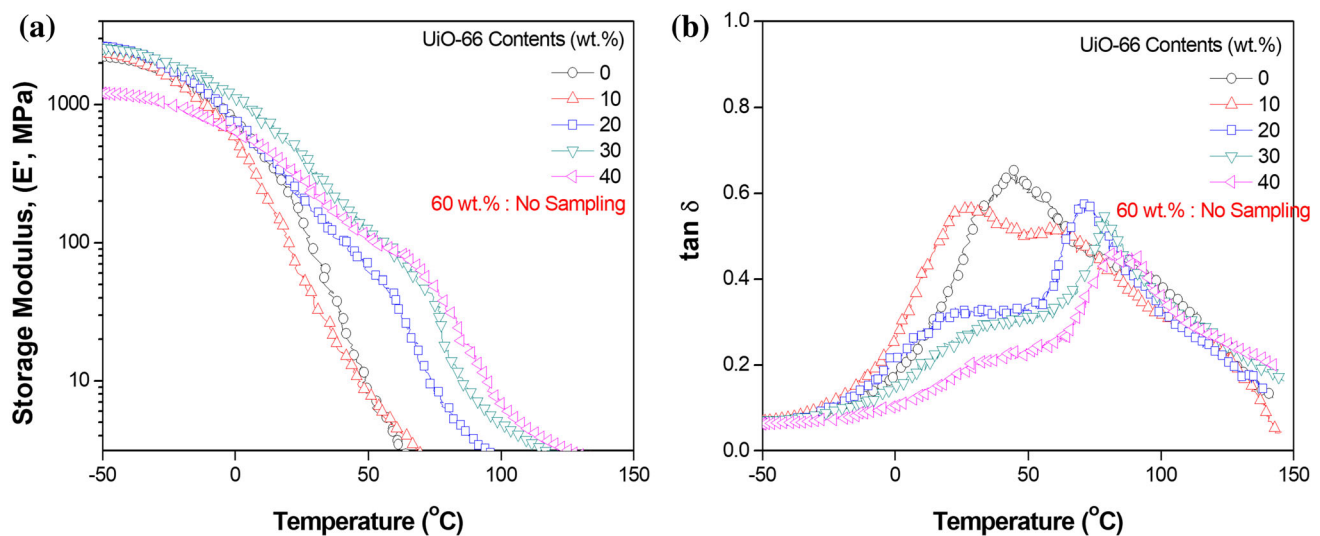 (a)
UiO-66 Contents (wt.%)
0
10
20
30
40
60 wt.% : No Sampling
1000
100
10
-50
0
50
100
150
Storage Modulus, (E', MPa)
Temperature (°C)
(b)
UiO-66 Contents (wt.%)
0
10
20
30
40
60 wt.% : No Sampling
1.0
0.8
0.6
0.4
0.2
0.0
-50
0
50
100
150
tan δ
Temperature (°C)